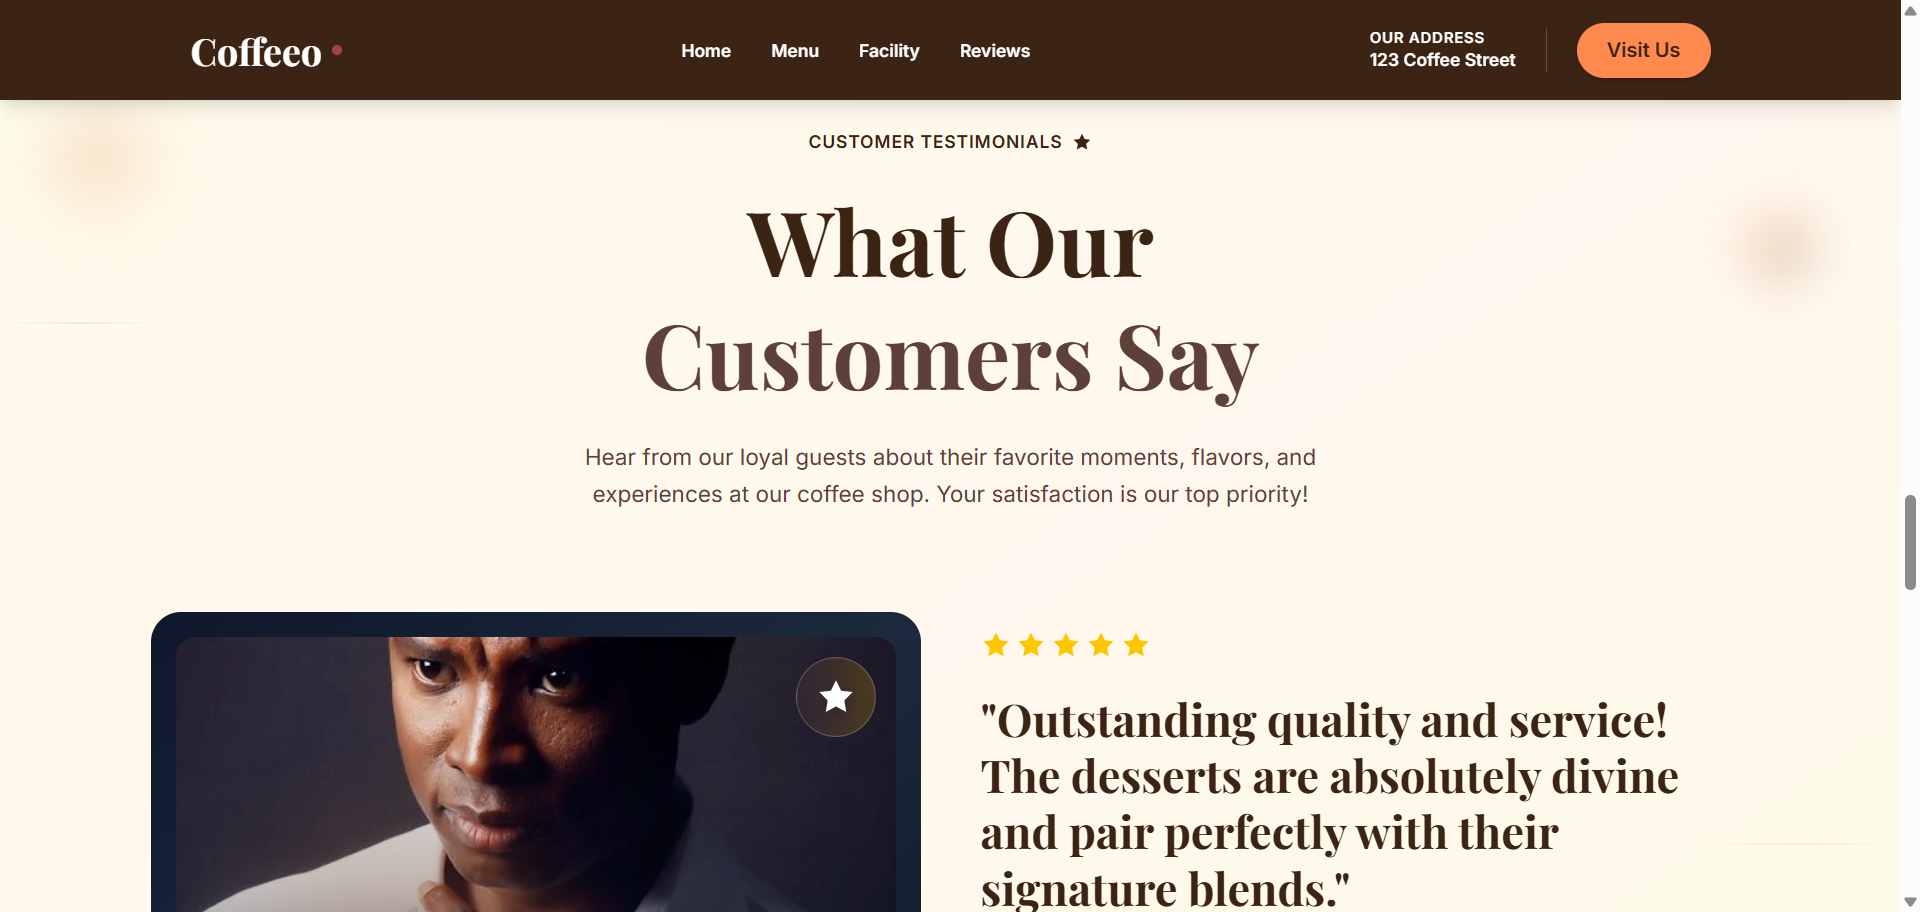 Coffeeo
Home Menu Facility Reviews
OUR ADDRESS
123 Coffee Street
Visit Us
CUSTOMER TESTIMONIALS
What Our
Customers Say
Hear from our loyal guests about their favorite moments, flavors, and
experiences at our coffee shop. Your satisfaction is our top priority!
"Outstanding quality and service!
The desserts are absolutely divine
and pair perfectly with their
signature blends."